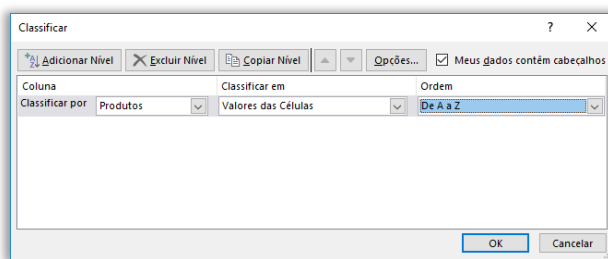 Classificar ? X
Adicionar Nível Excluir Nível Copiar Nível Opções... Meus dados contêm cabeçalhos
Coluna Classificar em Ordem
Classificar por Produtos Valores das Células De A a Z
OK Cancelar